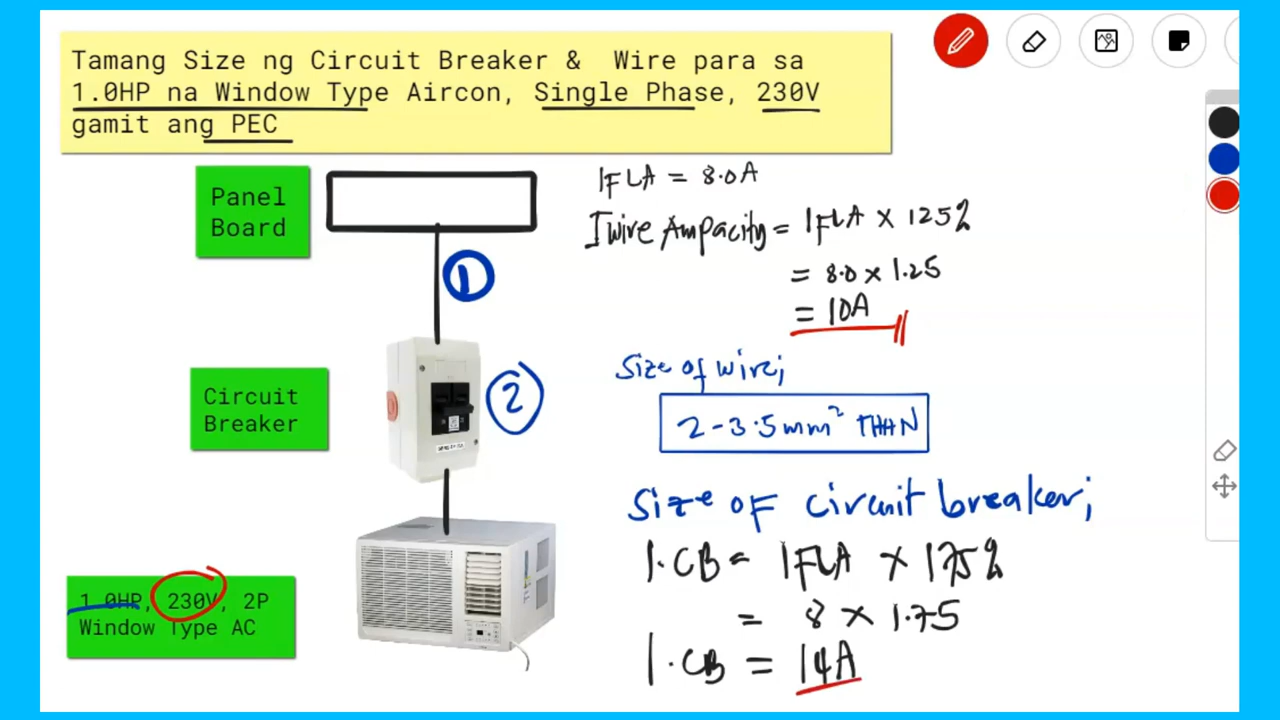 Tamang Size ng Circuit Breaker & Wire para sa
1.0HP na Window Type Aircon, Single Phase, 230V
gamit ang PEC
Panel
Board
IFLA = 8.0A
Iwire Ampacity = IFLA x 125%
= 8.0 x 1.25
= 10A
1
Size of wire;
2-3.5mm² THHN
Circuit
Breaker
2
Size of circuit breaker;
I.CB = IFLA x 175%
= 8 x 1.75
I.CB = 14A
1.0HP, 230V, 2P
Window Type AC